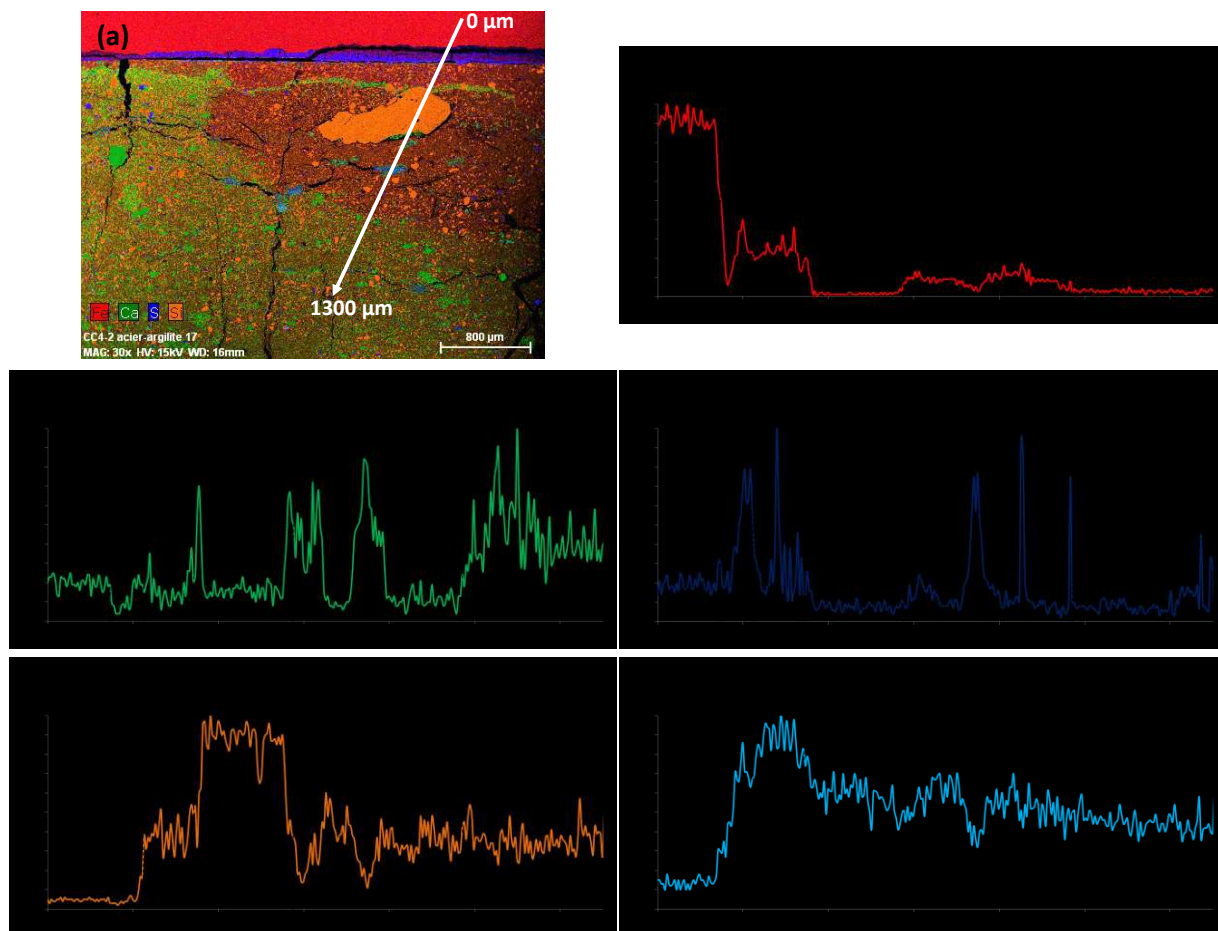 (a)
0 µm
1300 µm
Fe Ca S Si
CC4-2 acier-argilite 17
MAG: 30x HV: 15kV WD: 16mm
800 µm